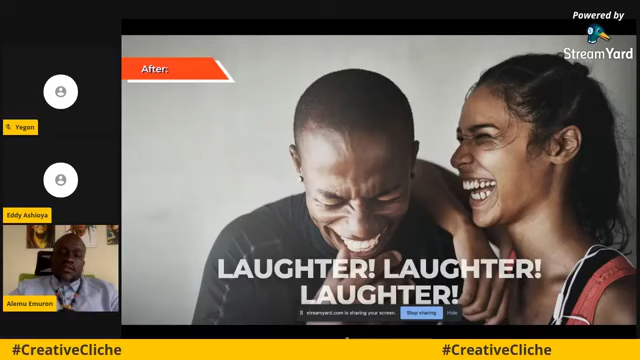 Powered by
StreamYard
After:
Yegon
Eddy Ashioya
Alemu Emuron
LAUGHTER! LAUGHTER!
LAUGHTER!
streamyard.com is sharing your screen.
Stop sharing
Hide
#CreativeCliche
#CreativeCliche